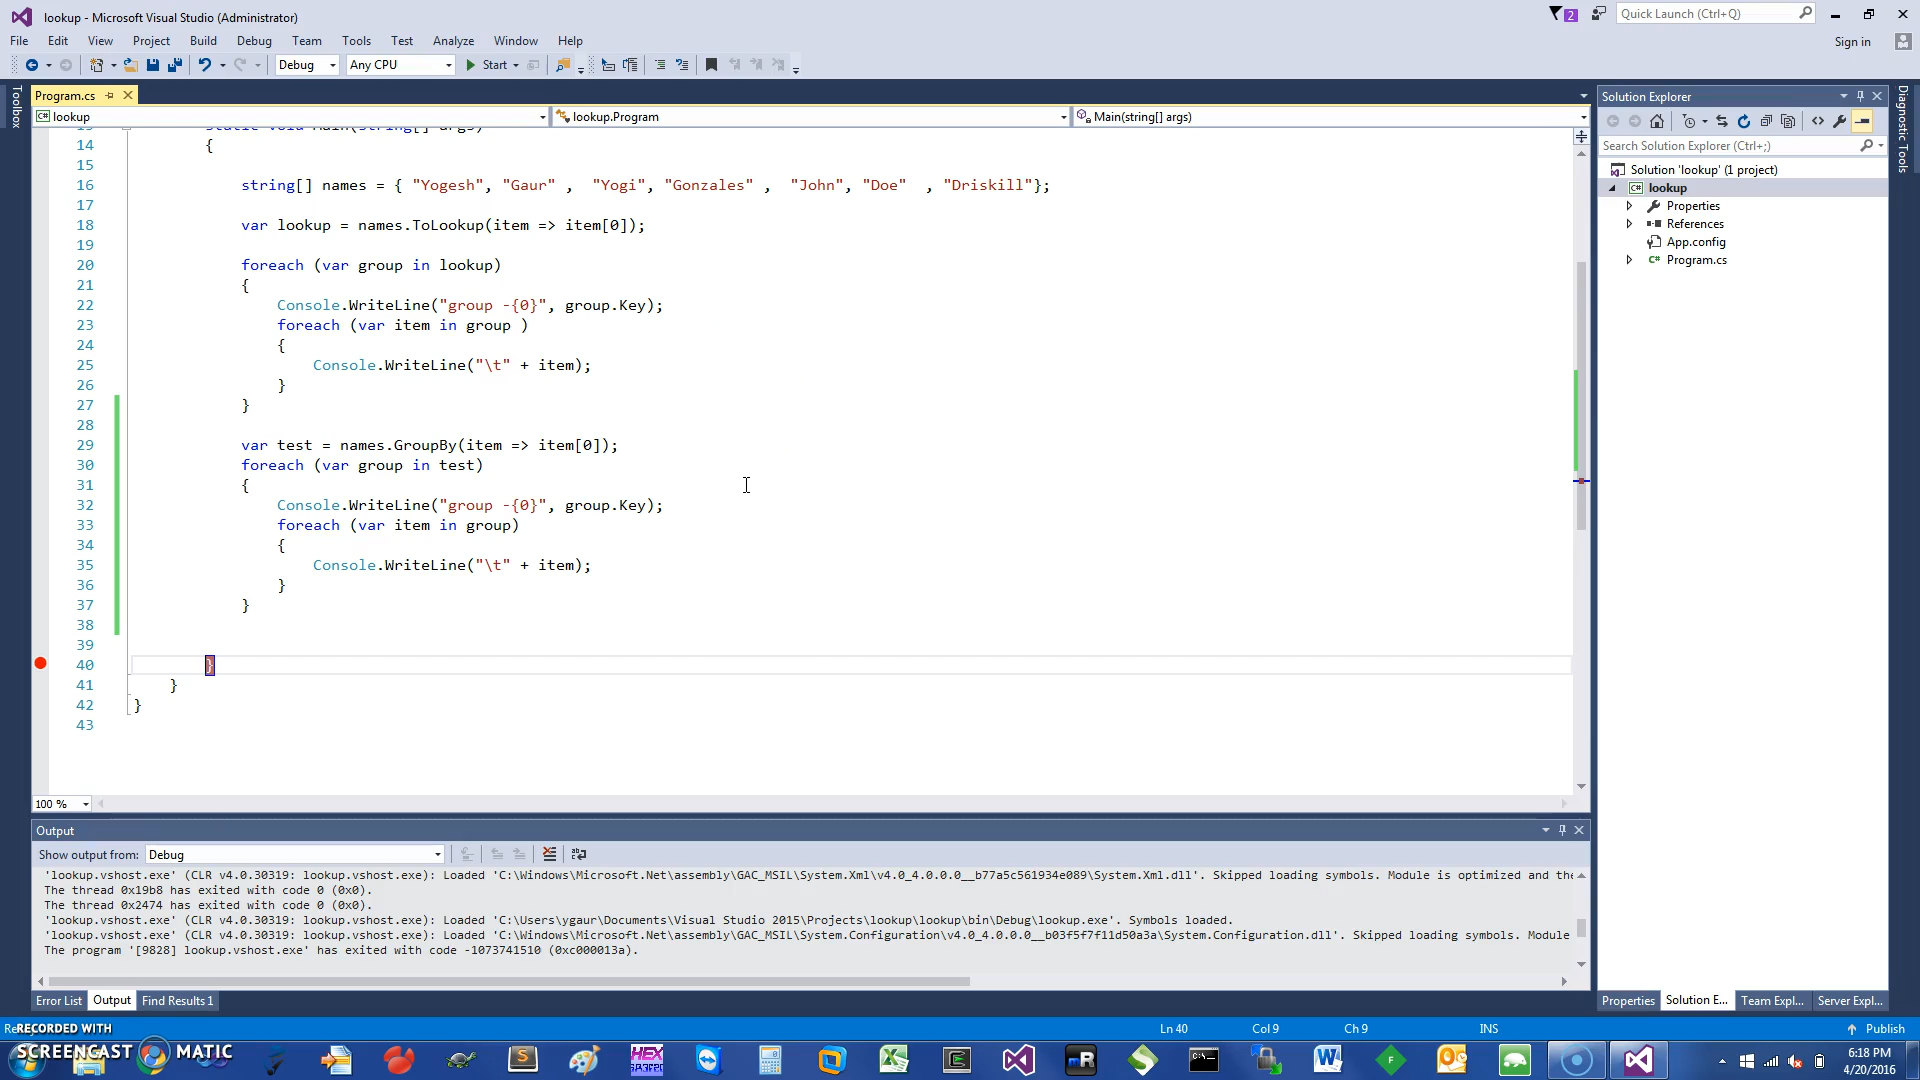 lookup - Microsoft Visual Studio (Administrator)
2
Quick Launch (Ctrl+Q)
File Edit View Project Build Debug Team Tools Test Analyze Window Help
Sign in
Debug Any CPU Start
Toolbox
Program.cs
lookup lookup.Program Main(string[] args)
14 {
15
16 string[] names = { "Yogesh", "Gaur" , "Yogi", "Gonzales" , "John", "Doe" , "Driskill"};
17
18 var lookup = names.ToLookup(item => item[0]);
19
20 foreach (var group in lookup)
21 {
22 Console.WriteLine("group -{0}", group.Key);
23 foreach (var item in group )
24 {
25 Console.WriteLine("\t" + item);
26 }
27 }
28
29 var test = names.GroupBy(item => item[0]);
30 foreach (var group in test)
31 {
32 Console.WriteLine("group -{0}", group.Key);
33 foreach (var item in group)
34 {
35 Console.WriteLine("\t" + item);
36 }
37 }
38
39
40 }
41 }
42 }
43
100 %
Output
Show output from: Debug
'lookup.vshost.exe' (CLR v4.0.30319: lookup.vshost.exe): Loaded 'C:\Windows\Microsoft.Net\assembly\GAC_MSIL\System.Xml\v4.0_4.0.0.0__b77a5c561934e089\System.Xml.dll'. Skipped loading symbols. Module is optimized and the
The thread 0x19b8 has exited with code 0 (0x0).
The thread 0x2474 has exited with code 0 (0x0).
'lookup.vshost.exe' (CLR v4.0.30319: lookup.vshost.exe): Loaded 'C:\Users\ygaur\Documents\Visual Studio 2015\Projects\lookup\lookup\bin\Debug\lookup.exe'. Symbols loaded.
'lookup.vshost.exe' (CLR v4.0.30319: lookup.vshost.exe): Loaded 'C:\Windows\Microsoft.Net\assembly\GAC_MSIL\System.Configuration\v4.0_4.0.0.0__b03f5f7f11d50a3a\System.Configuration.dll'. Skipped loading symbols. Module
The program '[9828] lookup.vshost.exe' has exited with code -1073741510 (0xc000013a).
Error List Output Find Results 1
Solution Explorer
Search Solution Explorer (Ctrl+;)
Solution 'lookup' (1 project)
lookup
Properties
References
App.config
Program.cs
Properties Solution E... Team Expl... Server Expl...
Diagnostic Tools
Ln 40 Col 9 Ch 9 INS Publish
RECORDED WITH
SCREENCAST MATIC
6:18 PM
4/20/2016